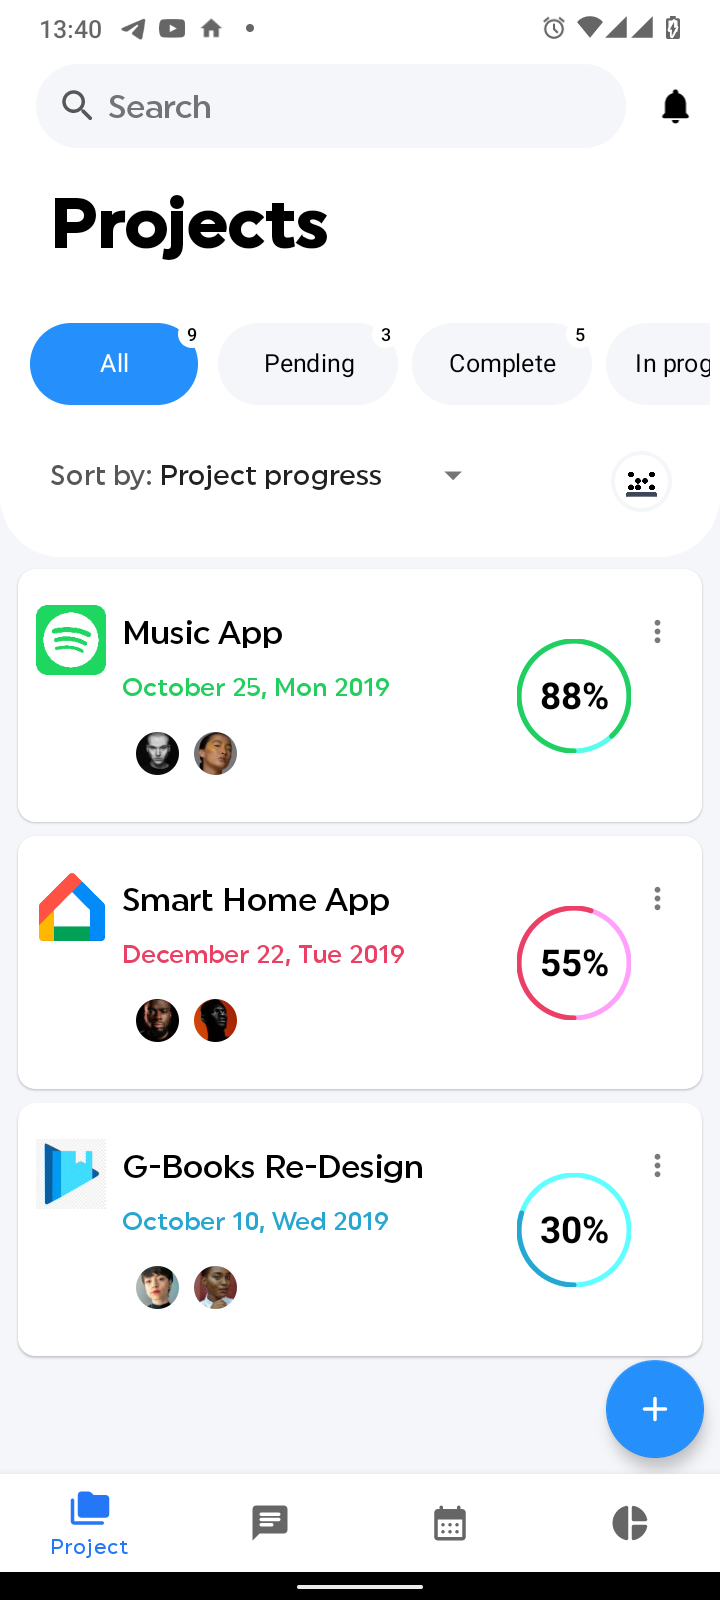 13:40
Search
Projects
All 9
Pending 3
Complete 5
In prog
Sort by: Project progress
Music App
October 25, Mon 2019
88%
Smart Home App
December 22, Tue 2019
55%
G-Books Re-Design
October 10, Wed 2019
30%
Project